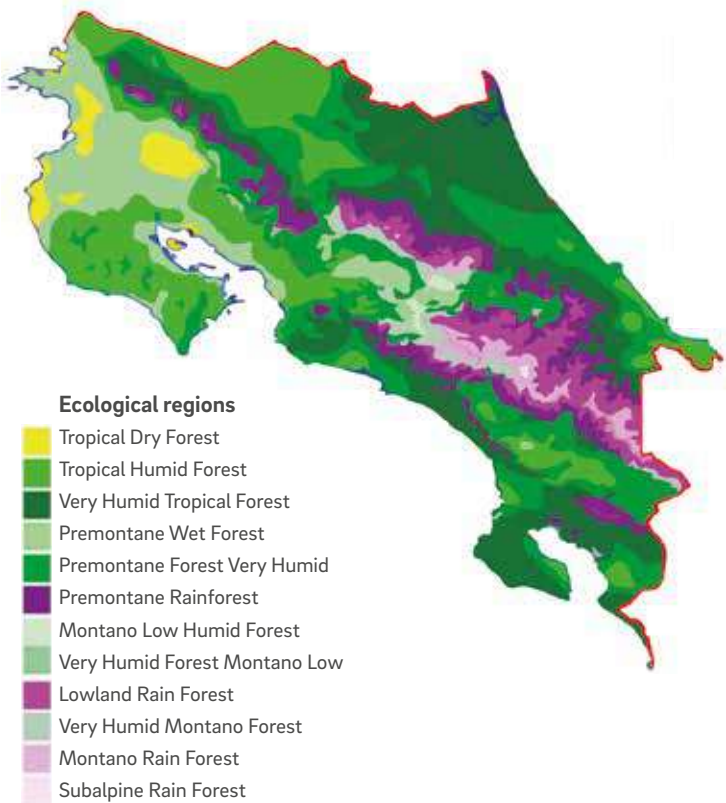 Ecological regions
Tropical Dry Forest
Tropical Humid Forest
Very Humid Tropical Forest
Premontane Wet Forest
Premontane Forest Very Humid
Premontane Rainforest
Montano Low Humid Forest
Very Humid Forest Montano Low
Lowland Rain Forest
Very Humid Montano Forest
Montano Rain Forest
Subalpine Rain Forest